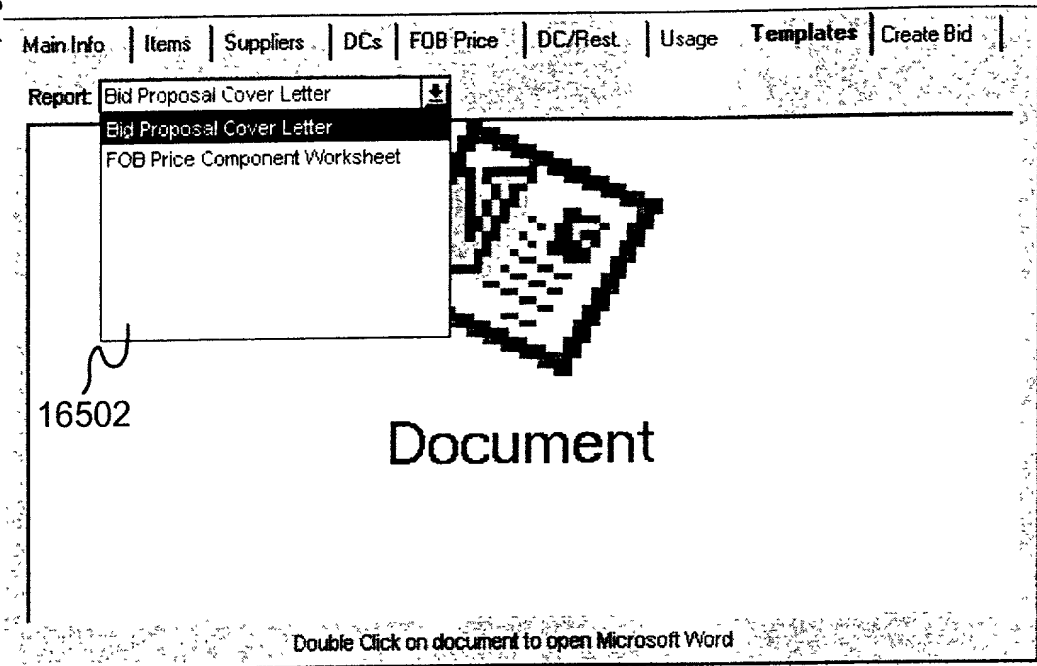 Main Info Items Suppliers DCs FOB Price DC/Rest. Usage Templates Create Bid
Report: Bid Proposal Cover Letter
Bid Proposal Cover Letter
FOB Price Component Worksheet
16502
Document
Double Click on document to open Microsoft Word